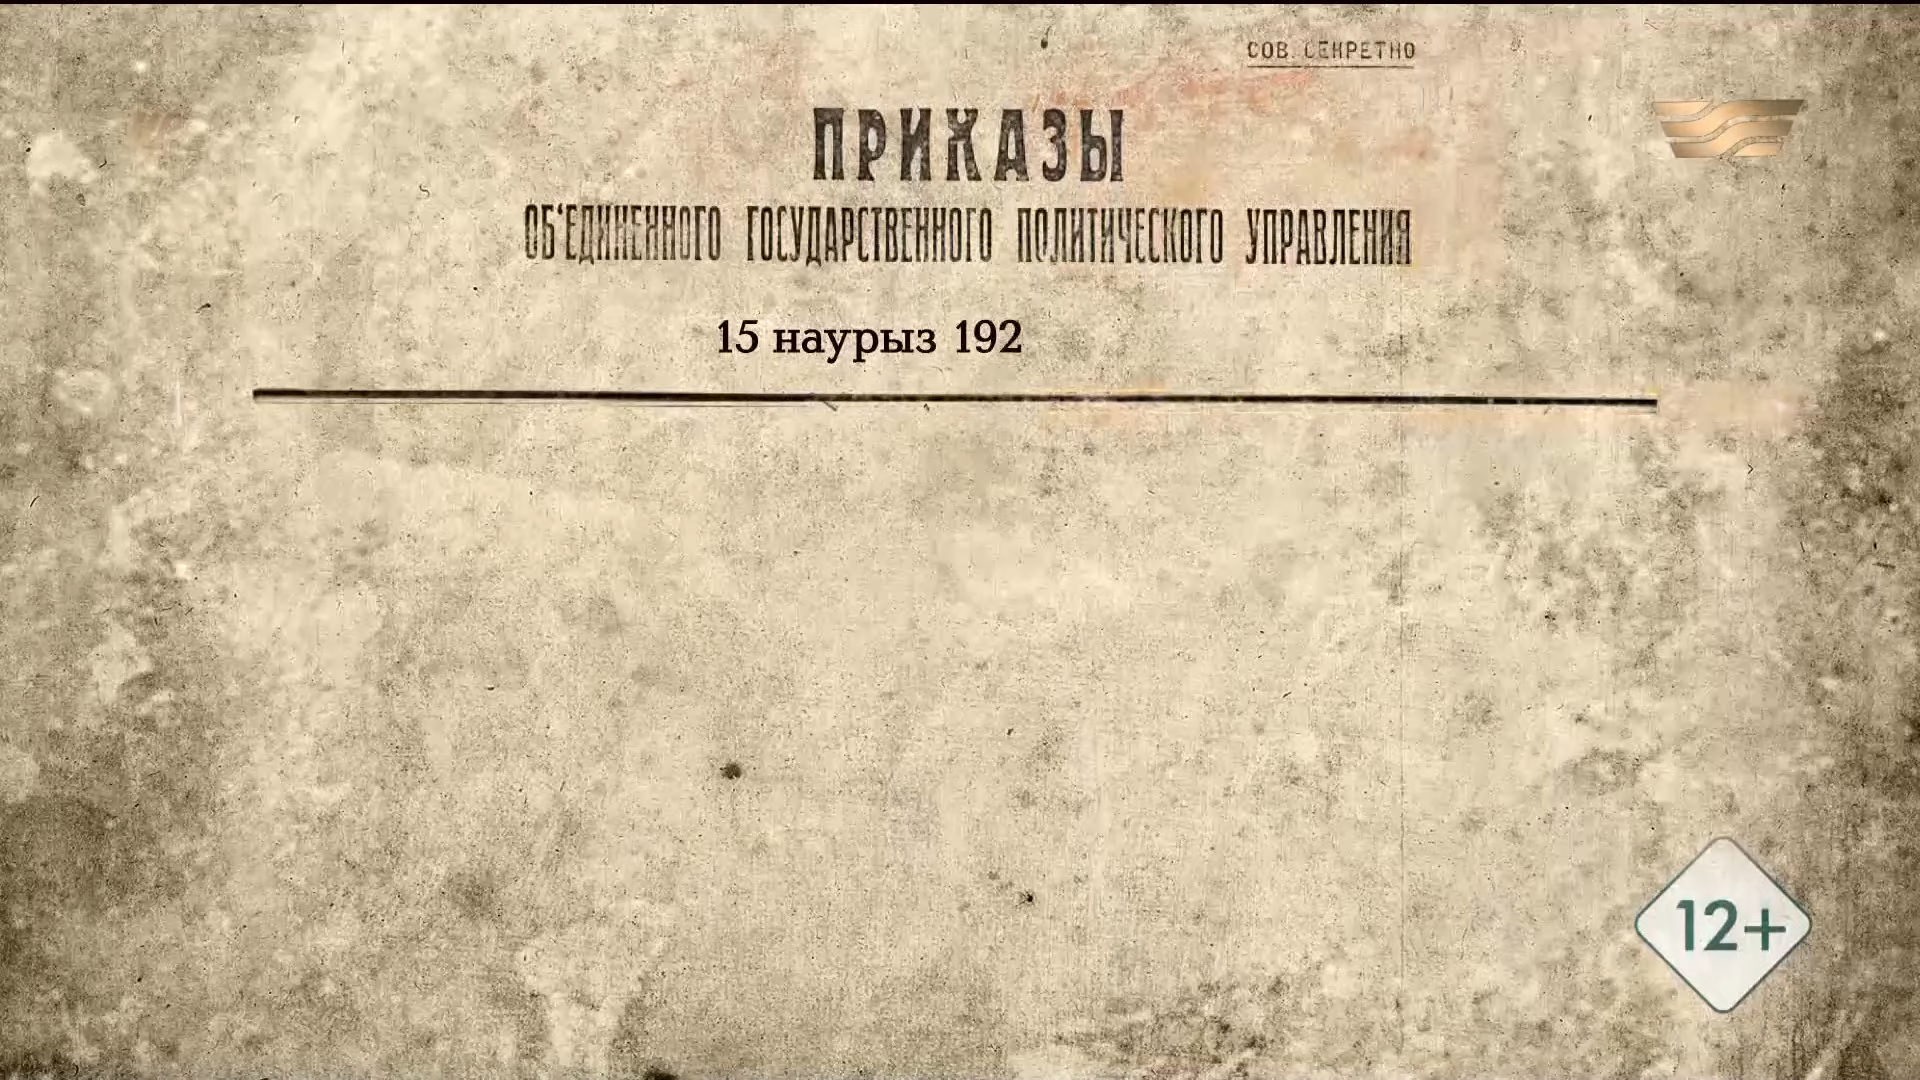 СОВ. СЕКРЕТНО
ПРИКАЗЫ
ОБ'ЕДИНЕННОГО ГОСУДАРСТВЕННОГО ПОЛИТИЧЕСКОГО УПРАВЛЕНИЯ
15 наурыз 192
12+